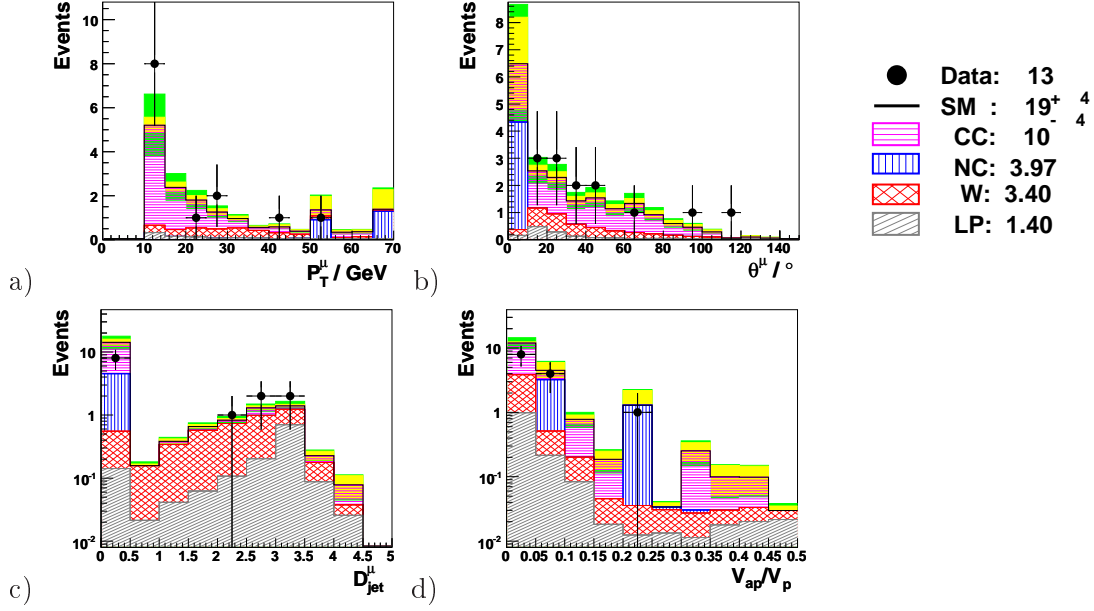 Events
10
8
6
4
2
0
0 10 20 30 40 50 60 70
P_T^μ / GeV
a)
Events
8
7
6
5
4
3
2
1
0
0 20 40 60 80 100 120 140
θ^μ / °
b)
Data: 13
SM : 19 + 4 - 4
CC: 10
NC: 3.97
W: 3.40
LP: 1.40
Events
10
1
10^-1
10^-2
0 0.5 1 1.5 2 2.5 3 3.5 4 4.5 5
D_jet^μ
c)
Events
10
1
10^-1
10^-2
0 0.05 0.1 0.15 0.2 0.25 0.3 0.35 0.4 0.45 0.5
V_ap/V_p
d)